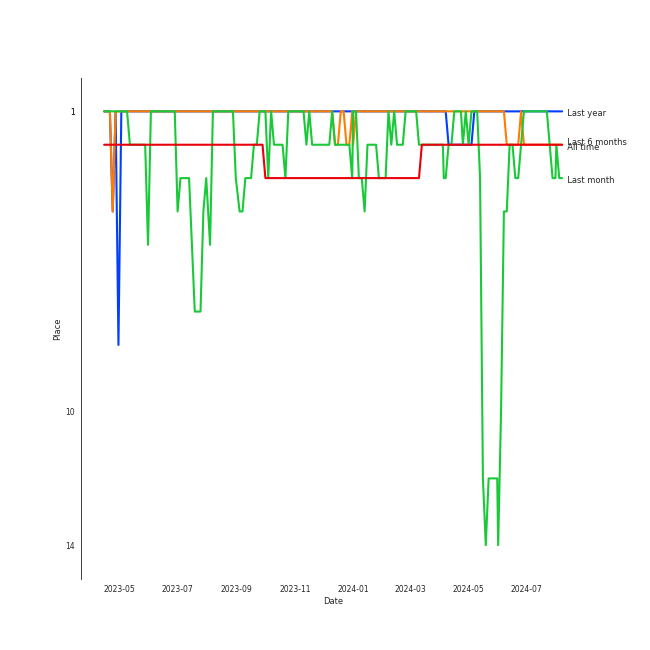 1
Last year
Last 6 months
All time
Last month
Place
10
14
2023-05 2023-07 2023-09 2023-11 2024-01 2024-03 2024-05 2024-07
Date